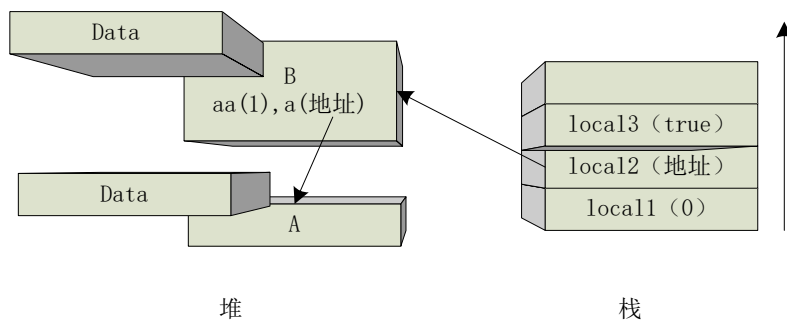 Data
B
aa(1),a(地址)
Data
A
local3（true）
local2（地址）
local1（0）
堆
栈